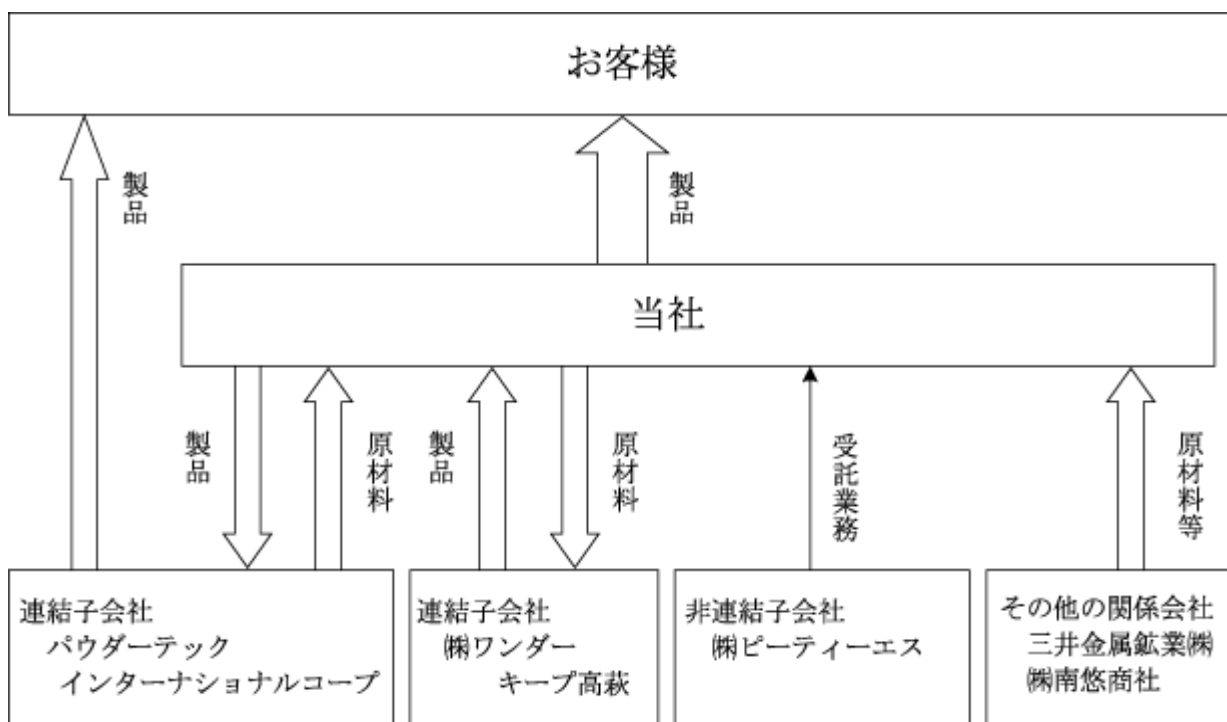 お客様
製品
製品
当社
製品
原材料
製品
原材料
受託業務
原材料等
連結子会社
パウダーテック
インターナショナルコープ
連結子会社
㈱ワンダー
キープ高萩
非連結子会社
㈱ピーティーエス
その他の関係会社
三井金属鉱業㈱
㈱南悠商社